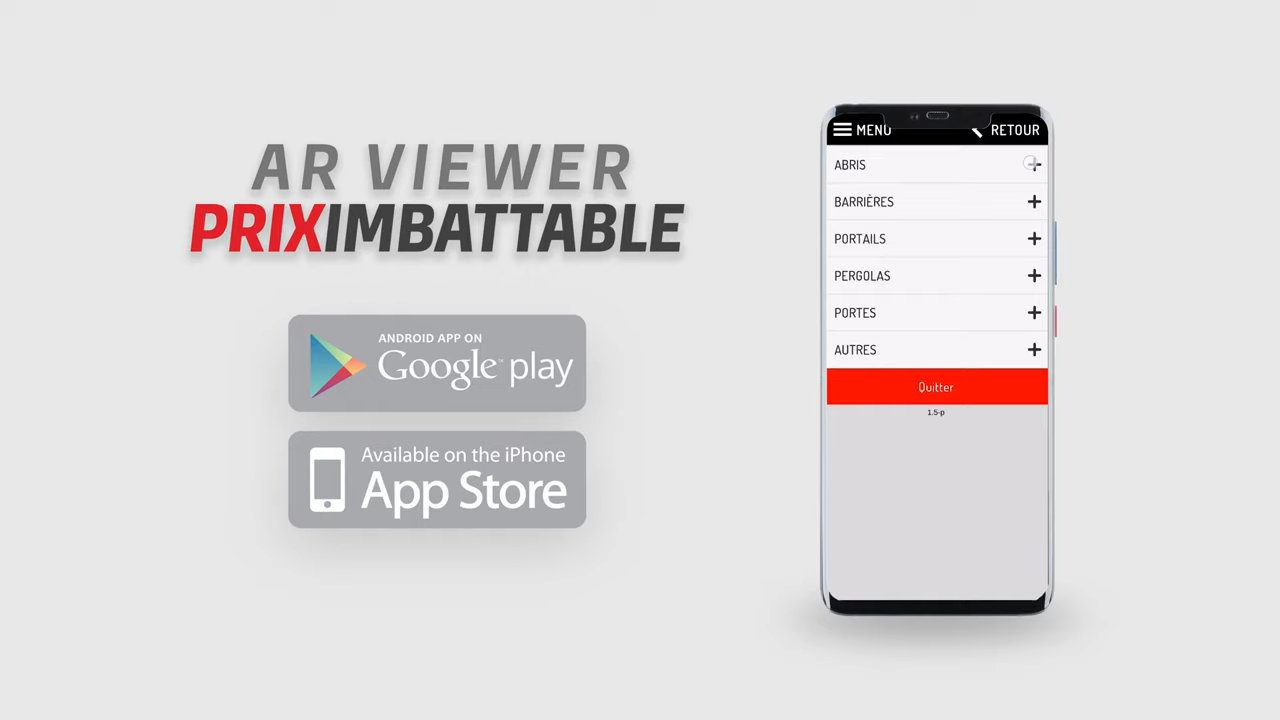 AR VIEWER
PRIXIMBATTABLE
ANDROID APP ON
Google play
Available on the iPhone
App Store
MENU
RETOUR
ABRIS
BARRIÈRES
PORTAILS
PERGOLAS
PORTES
AUTRES
Quitter
1.5-p